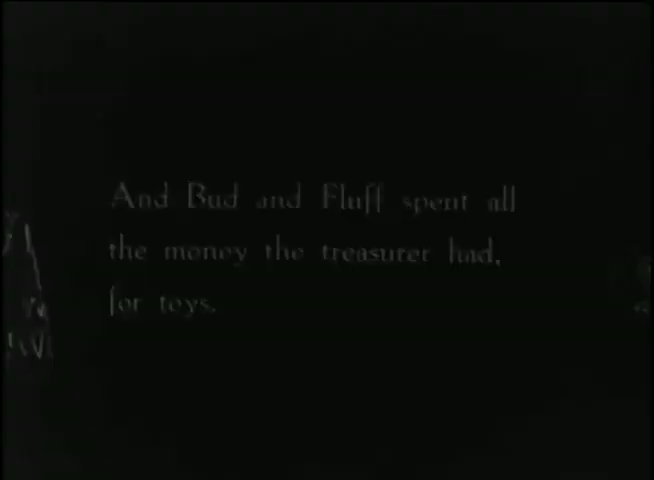 And Bud and Fluff spent all
the money the treasurer had,
for toys.